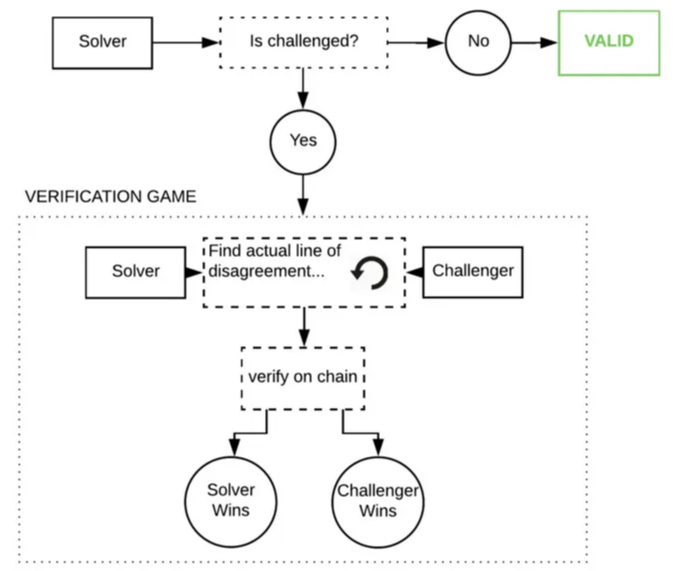 Solver
Is challenged?
No
VALID
Yes
VERIFICATION GAME
Solver
Find actual line of
disagreement...
Challenger
verify on chain
Solver
Wins
Challenger
Wins